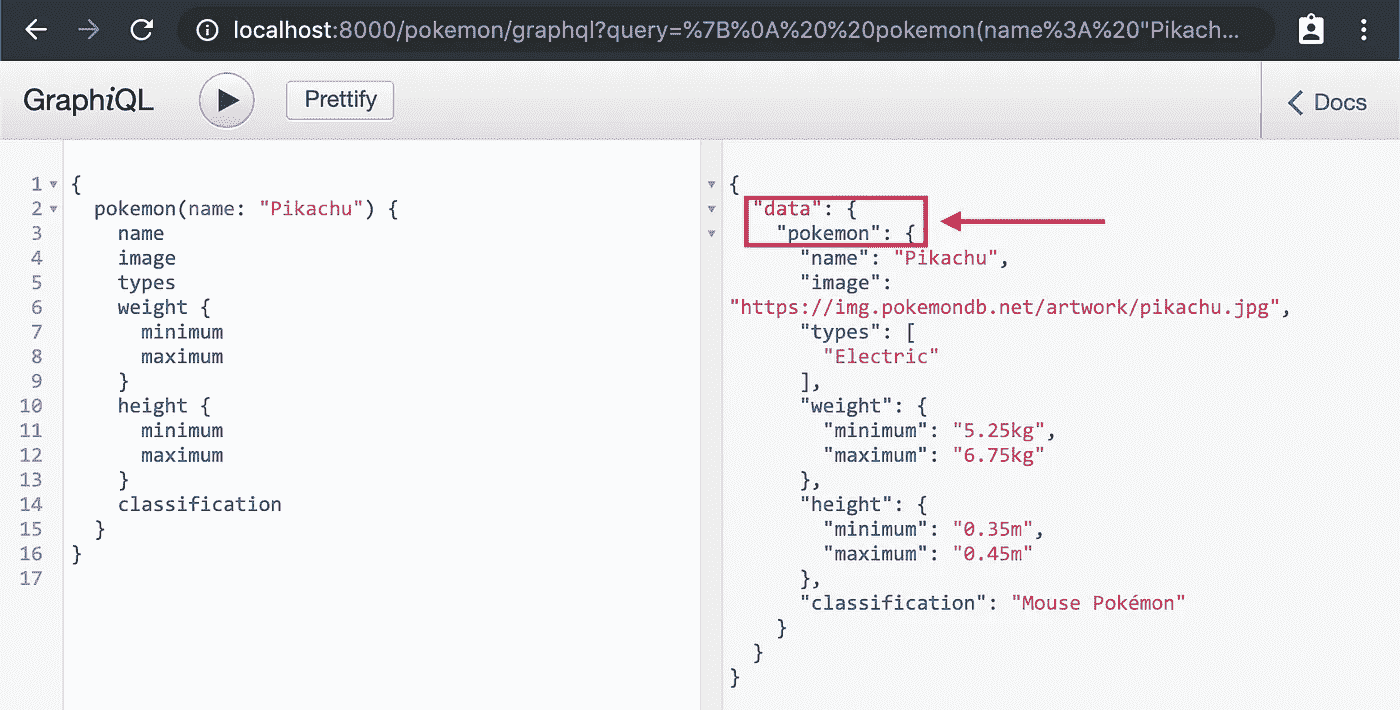 localhost:8000/pokemon/graphql?query=%7B%0A%20%20pokemon(name%3A%20"Pikach...
GraphiQL
Prettify
Docs
1 {
2   pokemon(name: "Pikachu") {
3     name
4     image
5     types
6     weight {
7       minimum
8       maximum
9     }
10     height {
11       minimum
12       maximum
13     }
14     classification
15   }
16 }
17
{
  "data": {
    "pokemon": {
      "name": "Pikachu",
      "image":
"https://img.pokemondb.net/artwork/pikachu.jpg",
      "types": [
        "Electric"
      ],
      "weight": {
        "minimum": "5.25kg",
        "maximum": "6.75kg"
      },
      "height": {
        "minimum": "0.35m",
        "maximum": "0.45m"
      },
      "classification": "Mouse Pokémon"
    }
  }
}